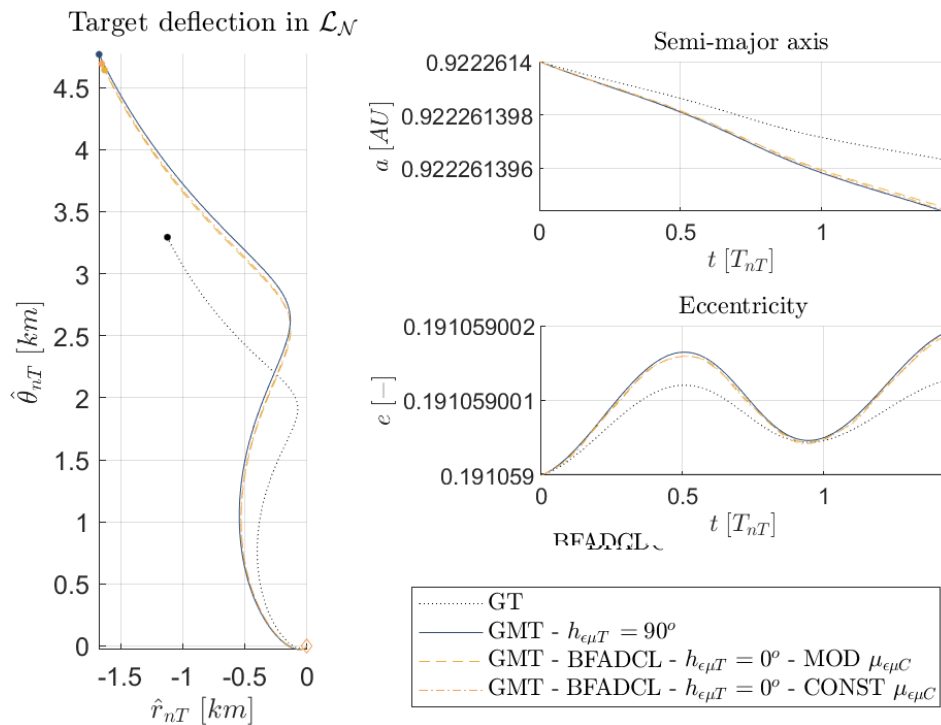 Target deflection in 𝓛_𝒩
4.5
4
3.5
3
2.5
2
1.5
1
0.5
0
-1.5
-1
-0.5
0
θ̂_nT [km]
r̂_nT [km]
Semi-major axis
0.9222614
0.922261398
0.922261396
a [AU]
0
0.5
1
t [T_nT]
Eccentricity
0.191059002
0.191059001
0.191059
e [−]
0
0.5
1
t [T_nT]
GT
GMT - h_ϵμT = 90°
GMT - BFADCL - h_ϵμT = 0° - MOD μ_ϵμC
GMT - BFADCL - h_ϵμT = 0° - CONST μ_ϵμC